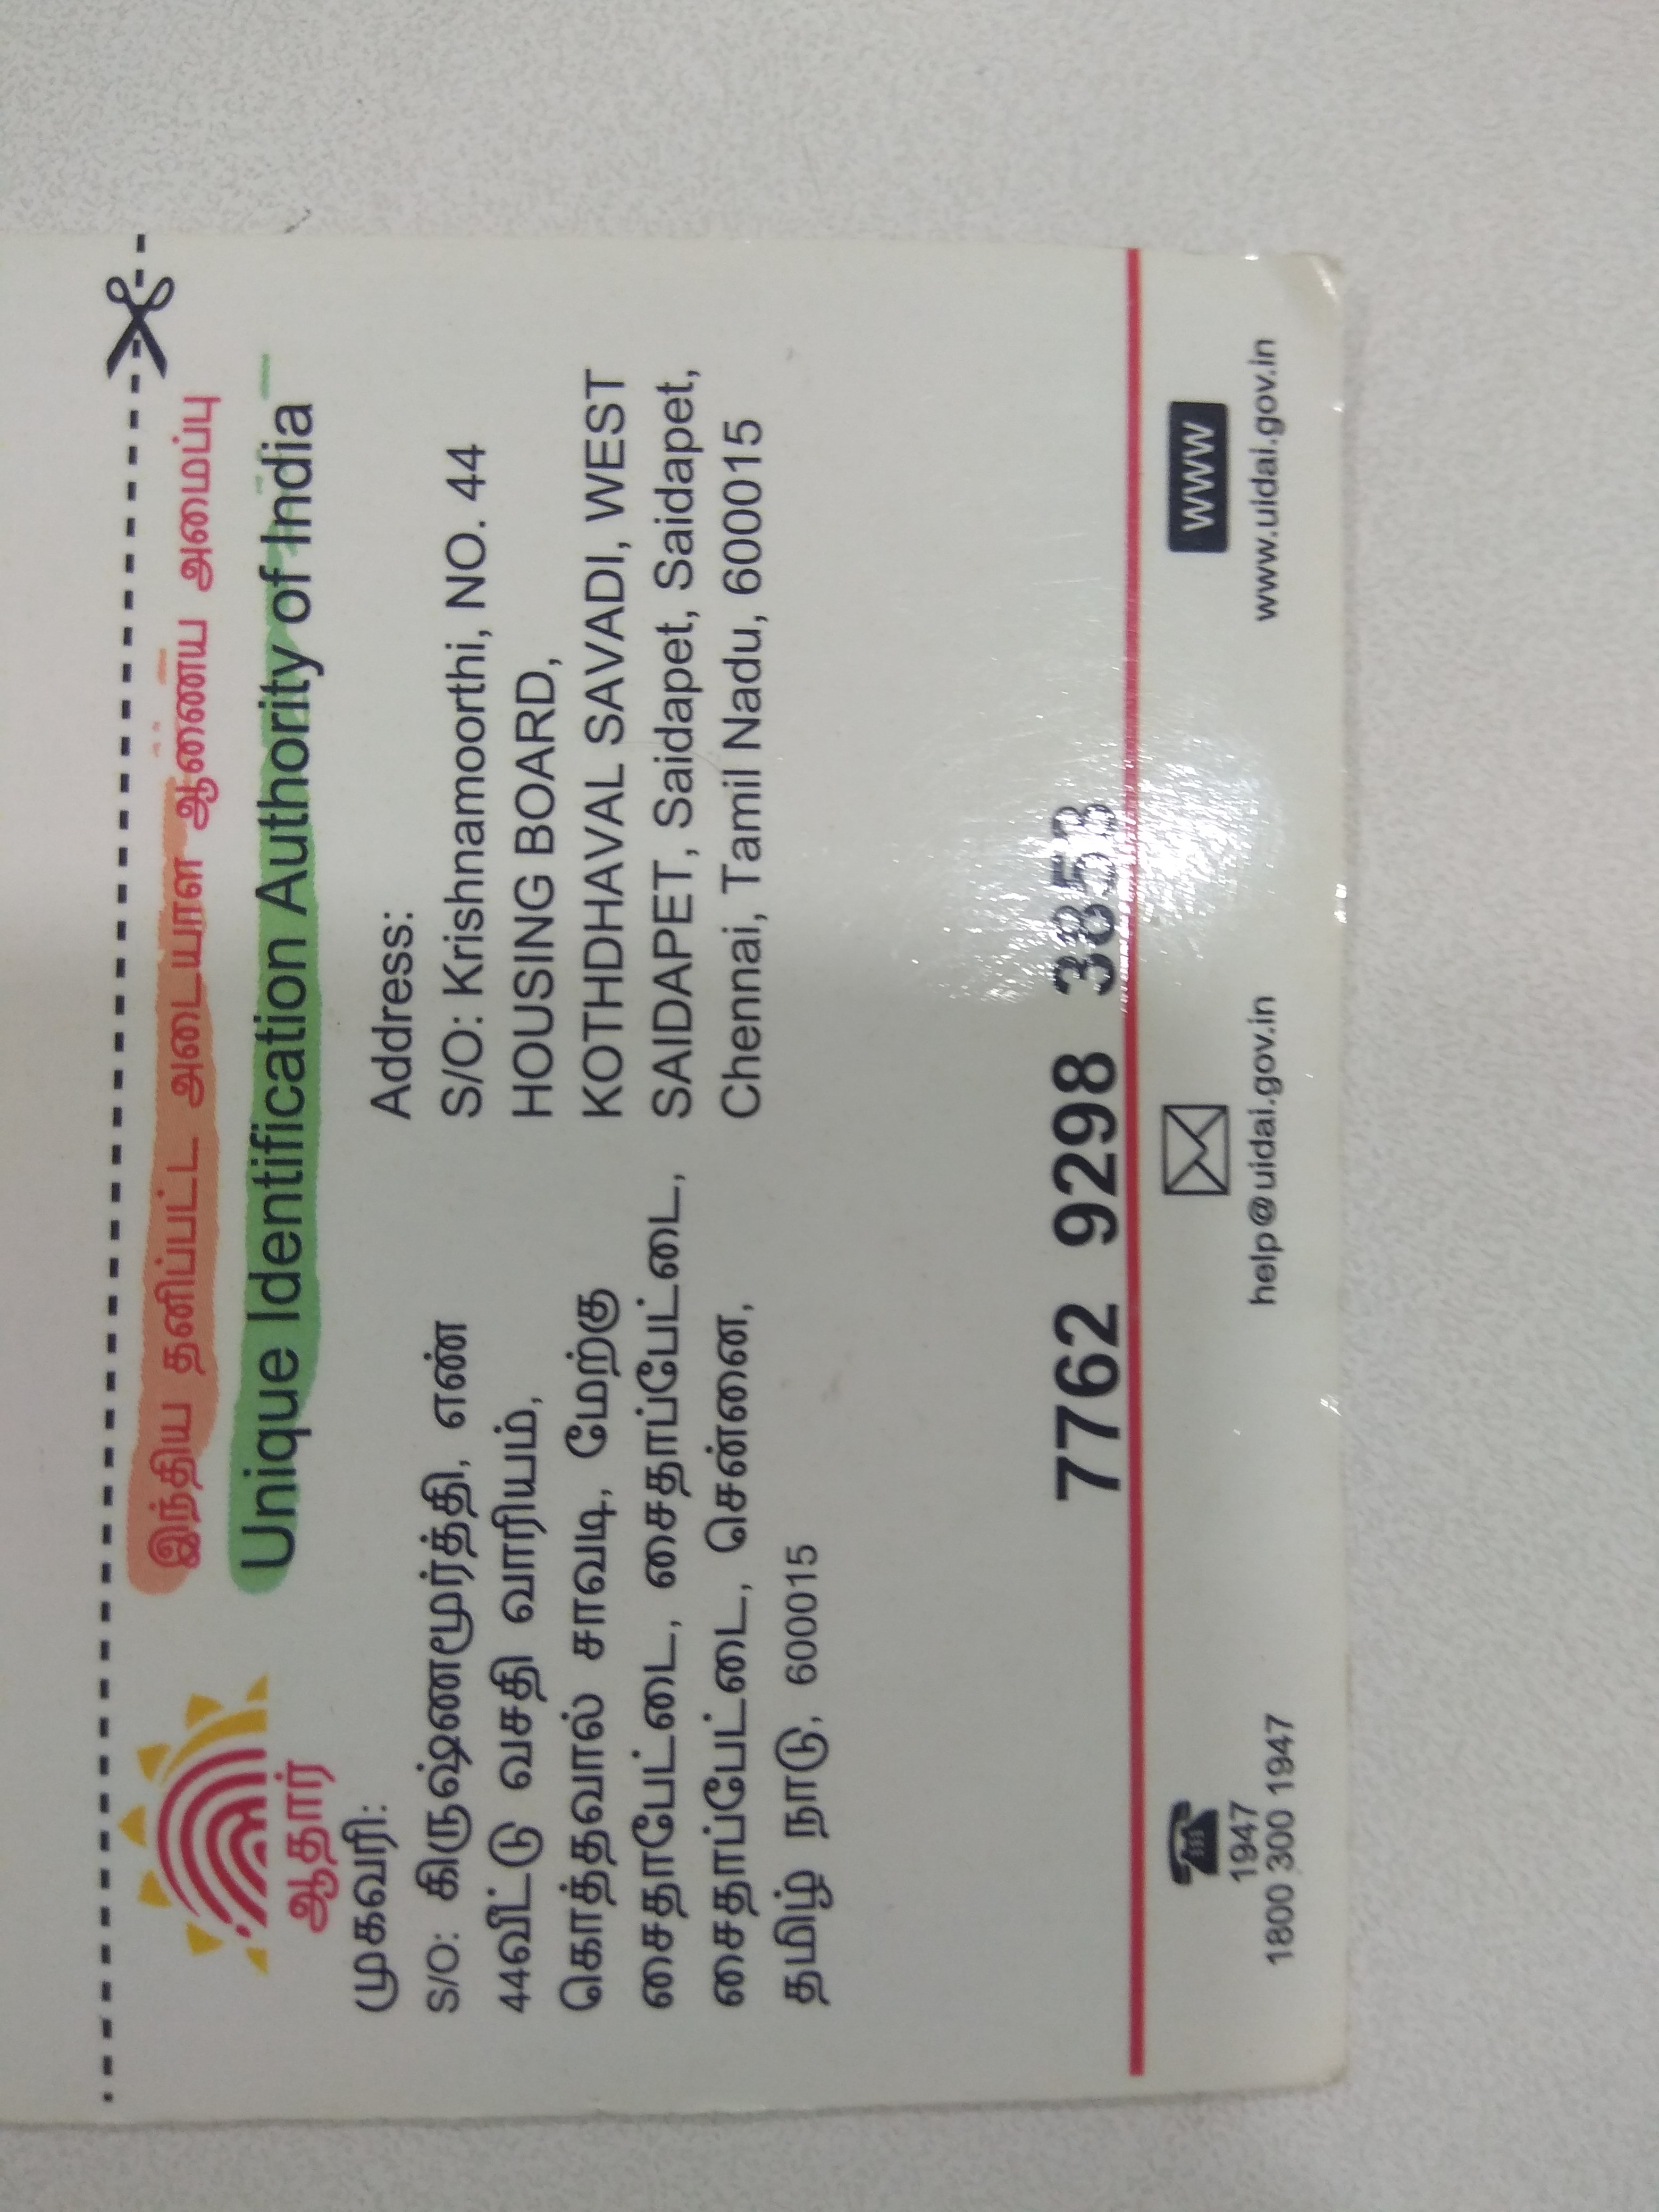 இந்திய தனிப்பட்ட அடையாள ஆணைய அமைப்பு
Unique Identification Authority of India
ஆதார்
முகவரி:
S/O: கிருஷ்ணமூர்த்தி, எண்
44வீட்டு வசதி வாரியம்,
கொத்தவால் சாவடி, மேற்கு
சைதாபேட்டை, சைதாப்பேட்டை,
சைதாப்பேட்டை, சென்னை,
தமிழ் நாடு, 600015
Address:
S/O: Krishnamoorthi, NO. 44
HOUSING BOARD,
KOTHDHAVAL SAVADI, WEST
SAIDAPET, Saidapet, Saidapet,
Chennai, Tamil Nadu, 600015
7762 9298 3853
1947
1800 300 1947
help@uidai.gov.in
WWW
www.uidai.gov.in